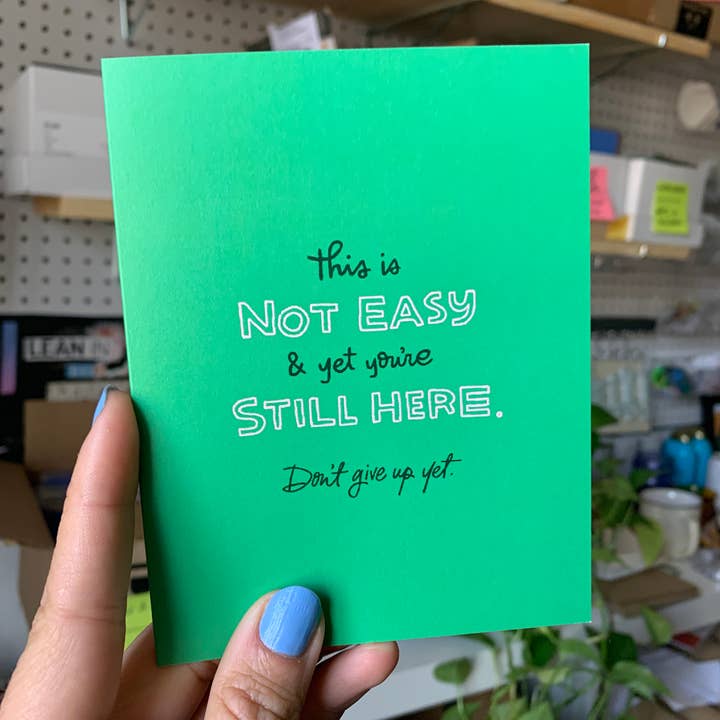 this is
NOT EASY
& yet you're
STILL HERE.
Don't give up yet.
LEAN IN